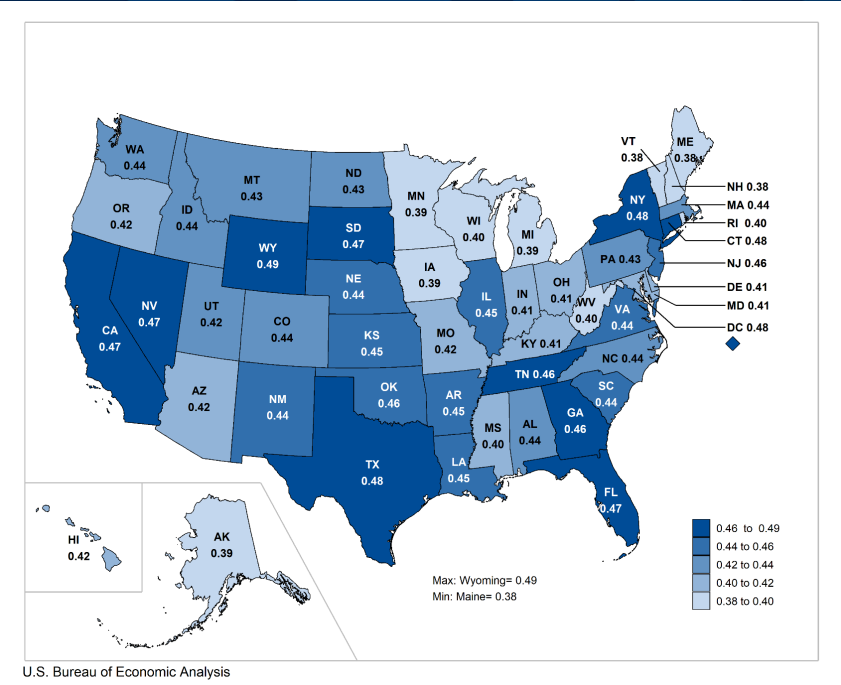 WA
0.44
MT
0.43
ND
0.43
MN
0.39
VT
0.38
ME
0.38
OR
0.42
ID
0.44
WY
0.49
SD
0.47
WI
0.40
MI
0.39
NY
0.48
NH 0.38
MA 0.44
RI 0.40
CT 0.48
NJ 0.46
DE 0.41
MD 0.41
DC 0.48
CA
0.47
NV
0.47
UT
0.42
CO
0.44
NE
0.44
IA
0.39
IL
0.45
IN
0.41
OH
0.41
PA 0.43
WV
0.40
VA
0.44
KS
0.45
MO
0.42
KY 0.41
NC 0.44
TN 0.46
SC
0.44
AZ
0.42
NM
0.44
OK
0.46
AR
0.45
MS
0.40
AL
0.44
GA
0.46
TX
0.48
LA
0.45
FL
0.47
HI
0.42
AK
0.39
0.46 to 0.49
0.44 to 0.46
0.42 to 0.44
0.40 to 0.42
0.38 to 0.40
Max: Wyoming= 0.49
Min: Maine= 0.38
U.S. Bureau of Economic Analysis